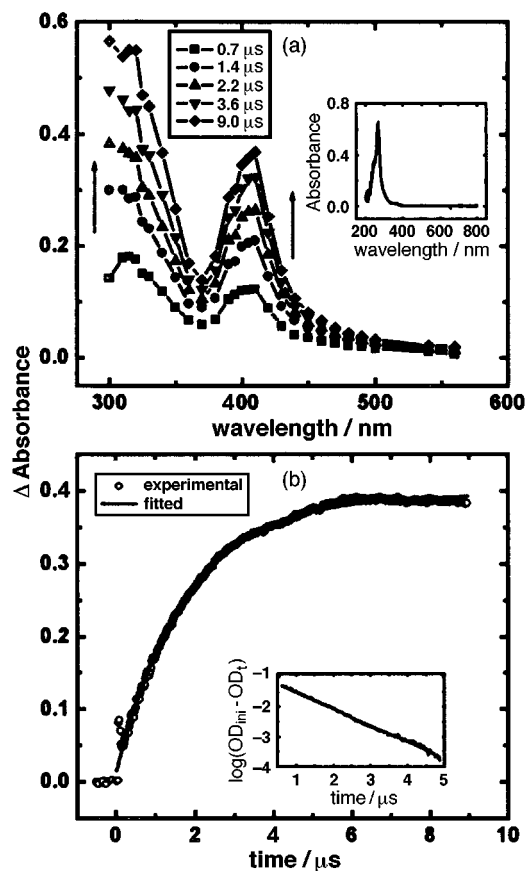 (a)
0.7 μS
1.4 μS
2.2 μS
3.6 μS
9.0 μS
0.6
0.4
0.2
0.0
300 400 500 600
wavelength / nm
Absorbance
0.8
0.4
0.0
200 400 600 800
wavelength / nm
Δ Absorbance
(b)
experimental
fitted
0.4
0.3
0.2
0.1
0.0
0 2 4 6 8 10
time / μs
log(ODini-ODt)
-1
-2
-3
-4
1 2 3 4 5
time / μs